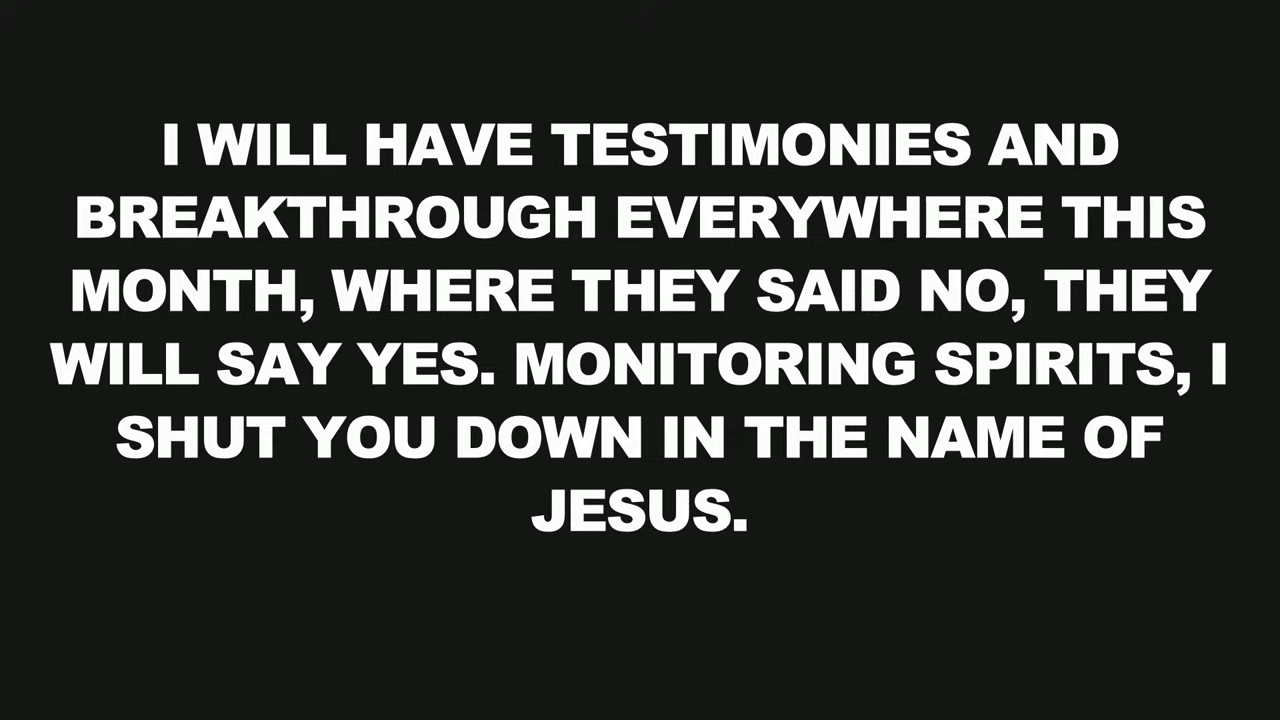 I WILL HAVE TESTIMONIES AND
BREAKTHROUGH EVERYWHERE THIS
MONTH, WHERE THEY SAID NO, THEY
WILL SAY YES. MONITORING SPIRITS, I
SHUT YOU DOWN IN THE NAME OF
JESUS.